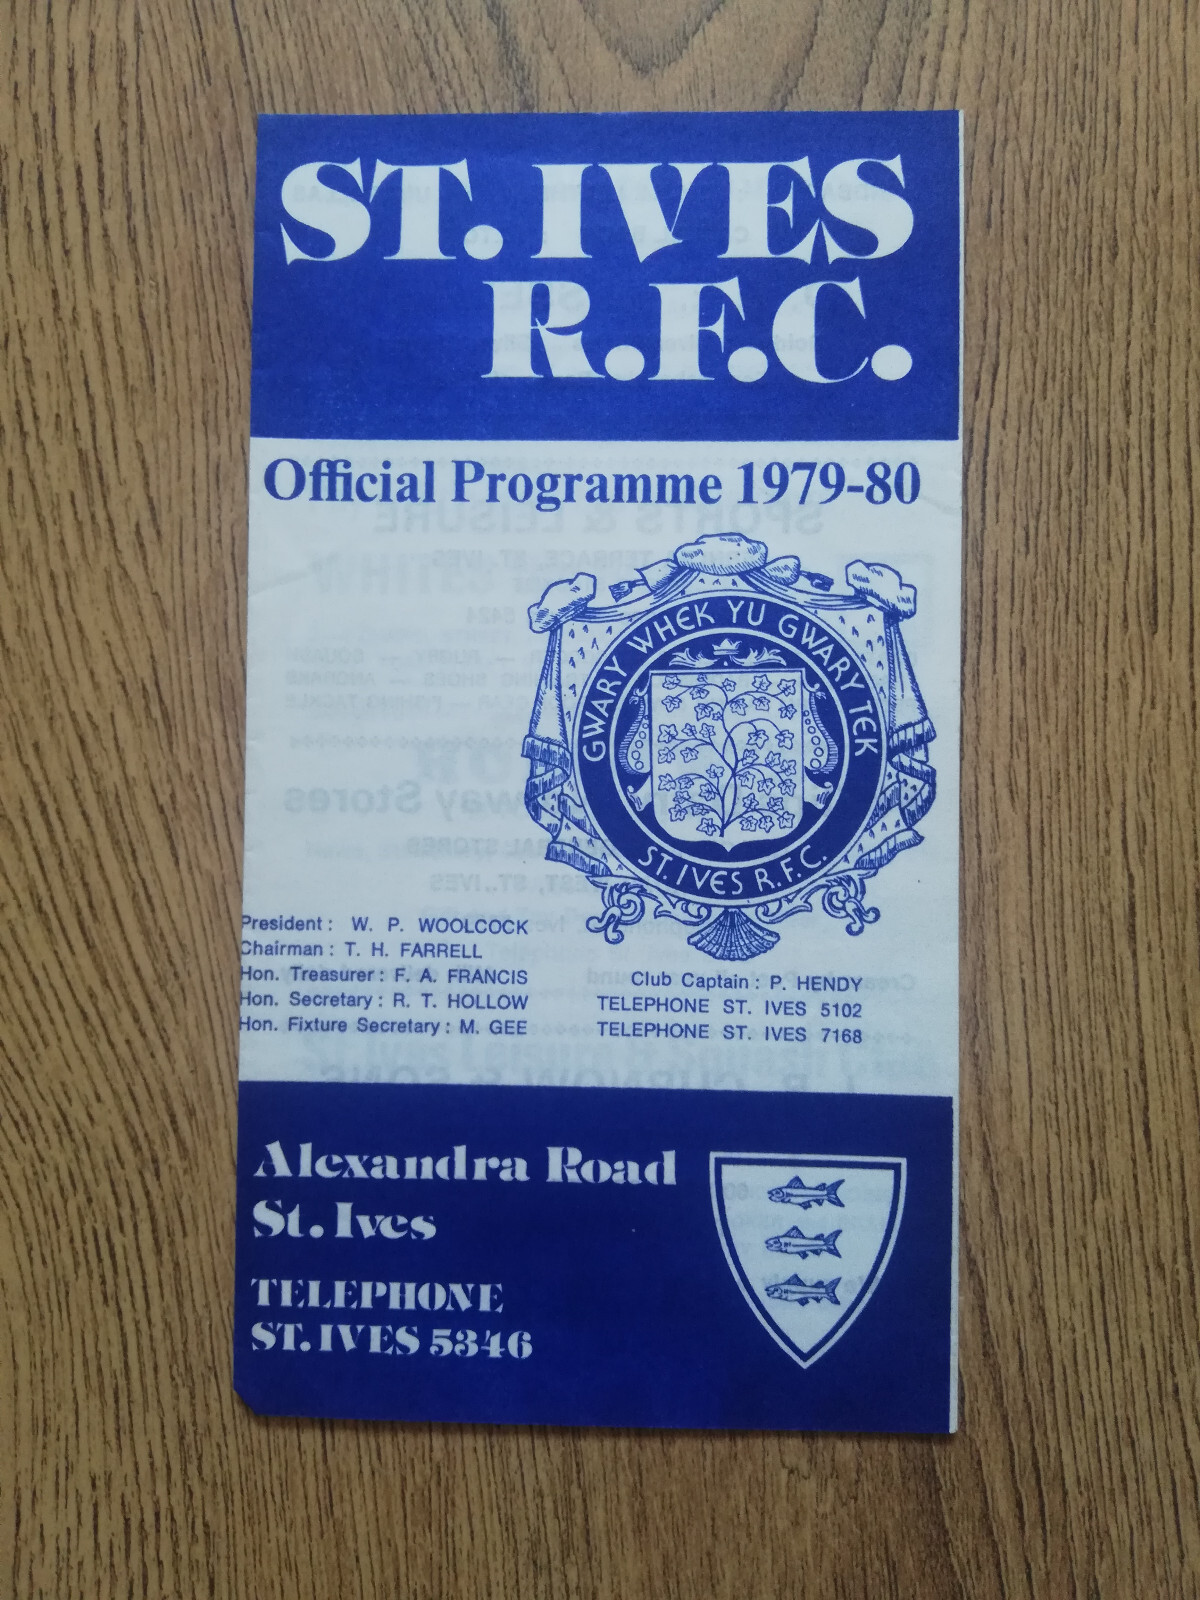 ST. IVES
R.F.C.
Official Programme 1979-80
GWARY WHEK YU GWARY TEK
ST. IVES R.F.C.
President: W. P. WOOLCOCK
Chairman: T. H. FARRELL
Hon. Treasurer: F. A. FRANCIS Club Captain: P. HENDY
Hon. Secretary: R. T. HOLLOW TELEPHONE ST. IVES 5102
Hon. Fixture Secretary: M. GEE TELEPHONE ST. IVES 7168
Alexandra Road
St. Ives
TELEPHONE
ST. IVES 5346